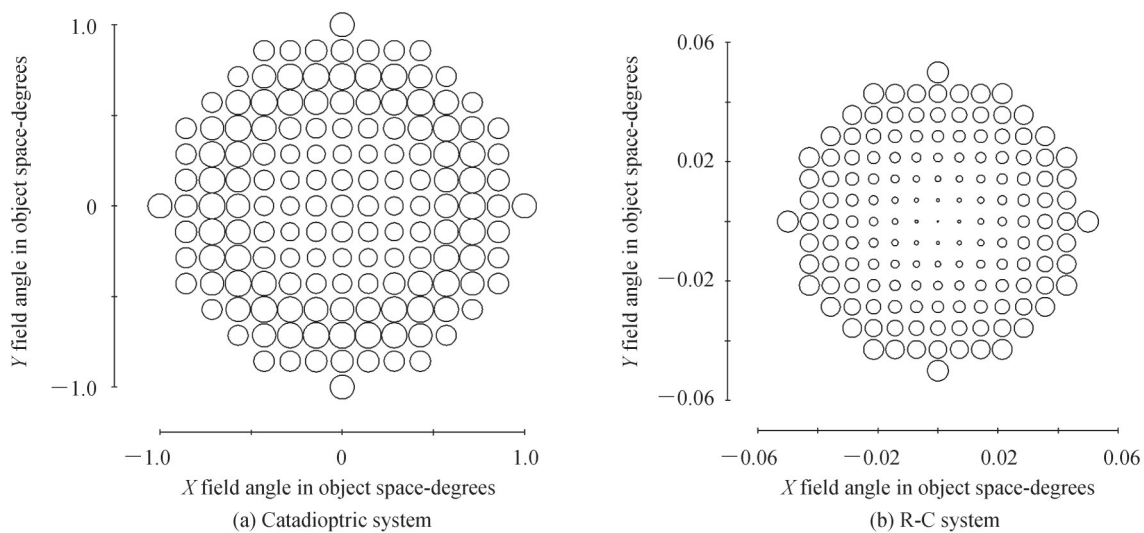 1.0
0.5
0
−1.0
Y field angle in object space-degrees
−1.0
0
1.0
X field angle in object space-degrees
(a) Catadioptric system
0.06
0.02
−0.02
−0.06
Y field angle in object space-degrees
−0.06
−0.02
0.02
0.06
X field angle in object space-degrees
(b) R-C system